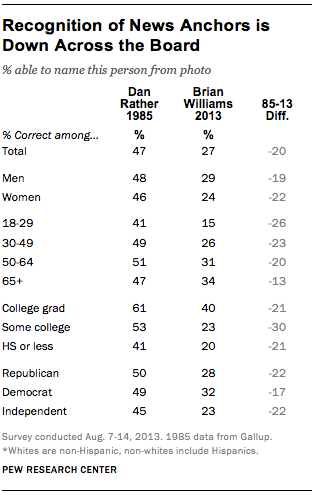 Recognition of News Anchors is
Down Across the Board
% able to name this person from photo
Dan Rather 1985 Brian Williams 2013 85-13 Diff.
% Correct among... % %
Total 47 27 -20
Men 48 29 -19
Women 46 24 -22
18-29 41 15 -26
30-49 49 26 -23
50-64 51 31 -20
65+ 47 34 -13
College grad 61 40 -21
Some college 53 23 -30
HS or less 41 20 -21
Republican 50 28 -22
Democrat 49 32 -17
Independent 45 23 -22
Survey conducted Aug. 7-14, 2013. 1985 data from Gallup.
*Whites are non-Hispanic, non-whites include Hispanics.
PEW RESEARCH CENTER